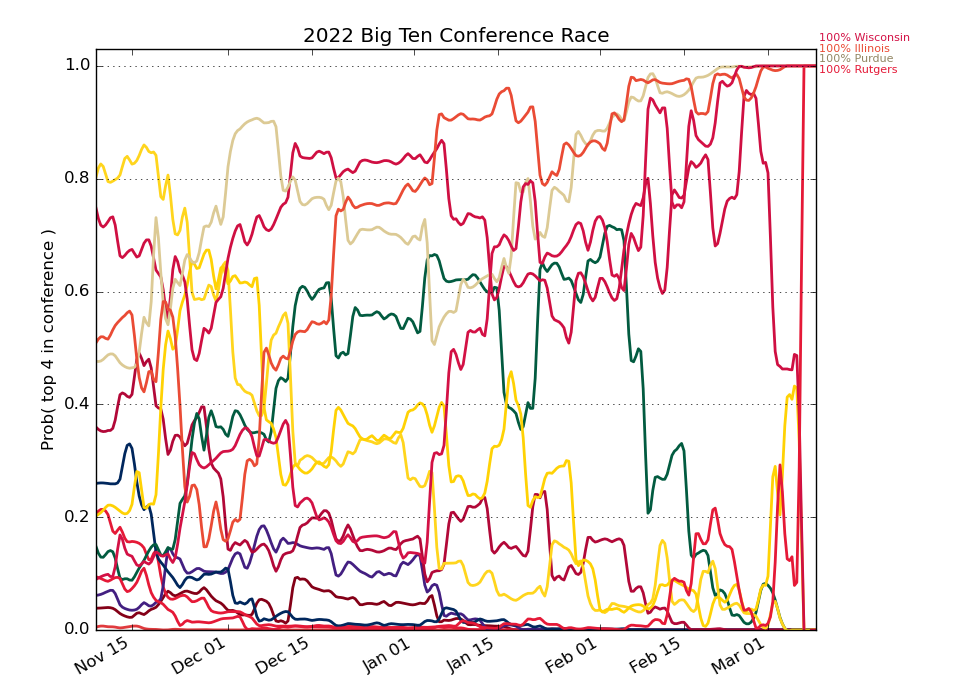 2022 Big Ten Conference Race
100% Wisconsin
100% Illinois
100% Purdue
100% Rutgers
1.0
0.8
0.6
0.4
0.2
0.0
Prob( top 4 in conference )
Nov 15 Dec 01 Dec 15 Jan 01 Jan 15 Feb 01 Feb 15 Mar 01